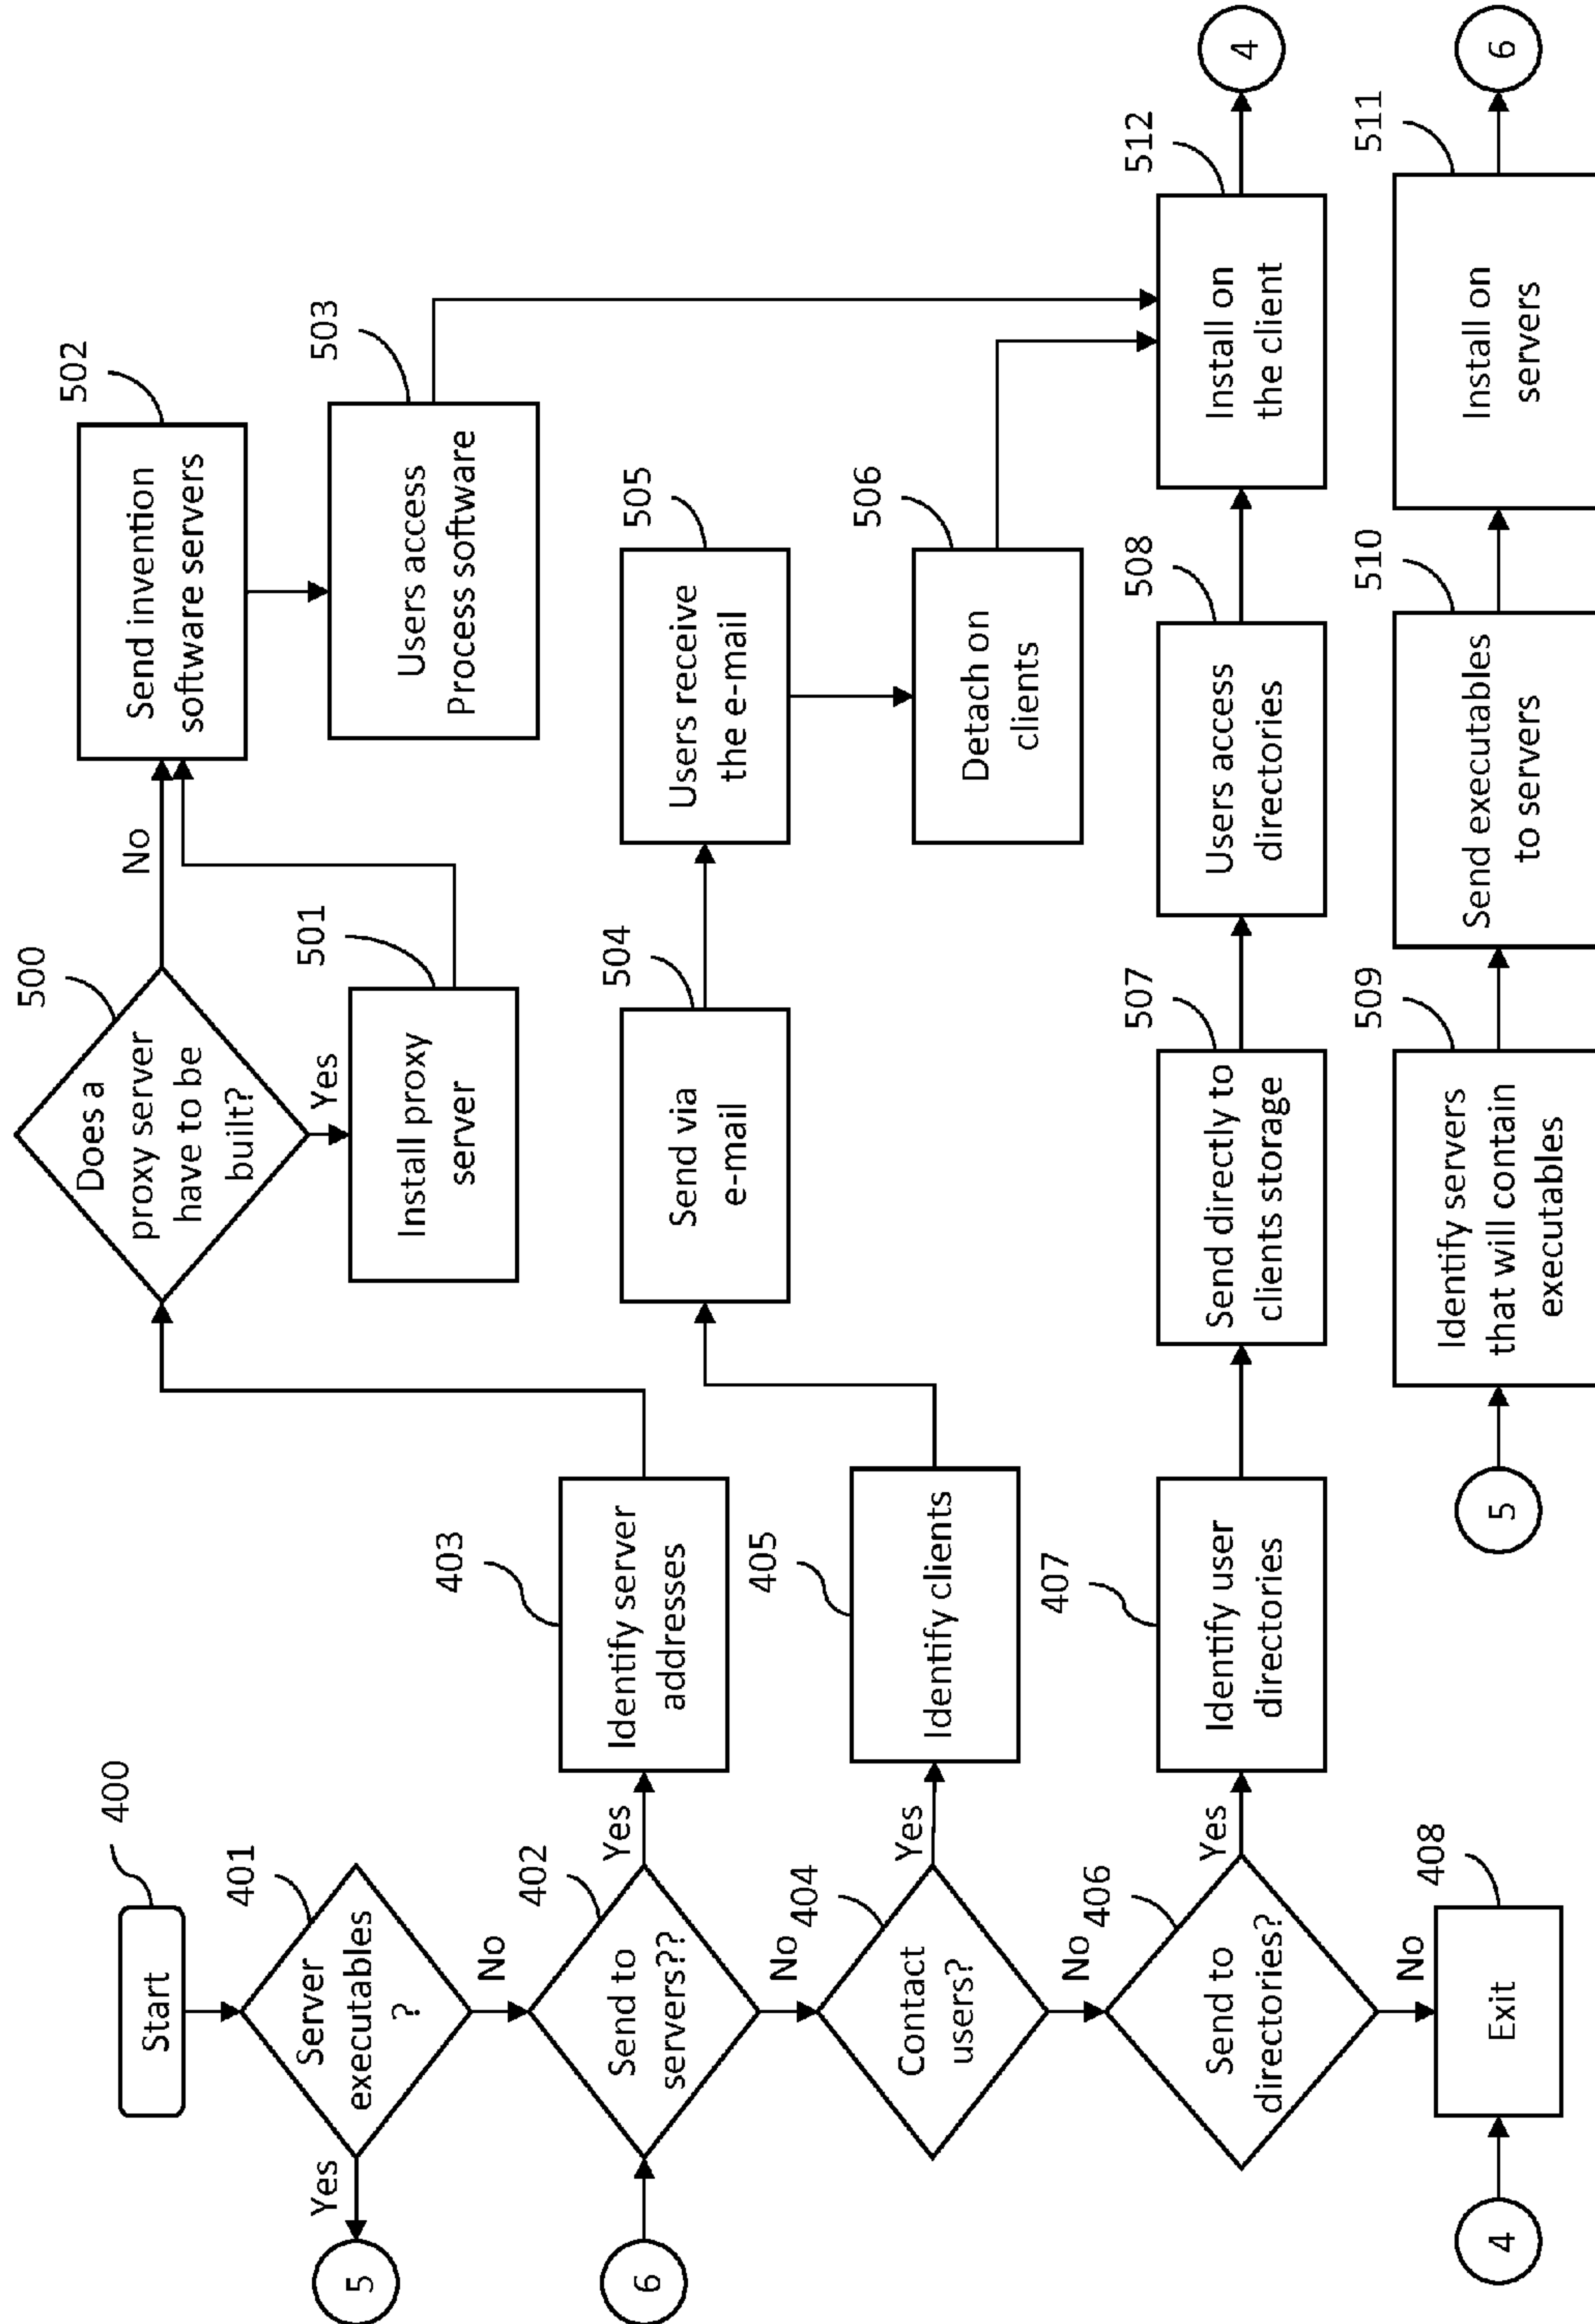 400
Start
401
Server
executables
?
Yes
5
No
402
Send to
servers??
6
Yes
403
Identify server
addresses
500
Does a
proxy server
have to be
built?
No
Yes
501
Install proxy
server
502
Send invention
software servers
503
Users access
Process software
No
404
Contact
users?
Yes
405
Identify clients
504
Send via
e-mail
505
Users receive
the e-mail
506
Detach on
clients
No
406
Send to
directories?
Yes
407
Identify user
directories
507
Send directly to
clients storage
508
Users access
directories
512
Install on
the client
4
No
408
Exit
4
5
509
Identify servers
that will contain
executables
510
Send executables
to servers
511
Install on
servers
6